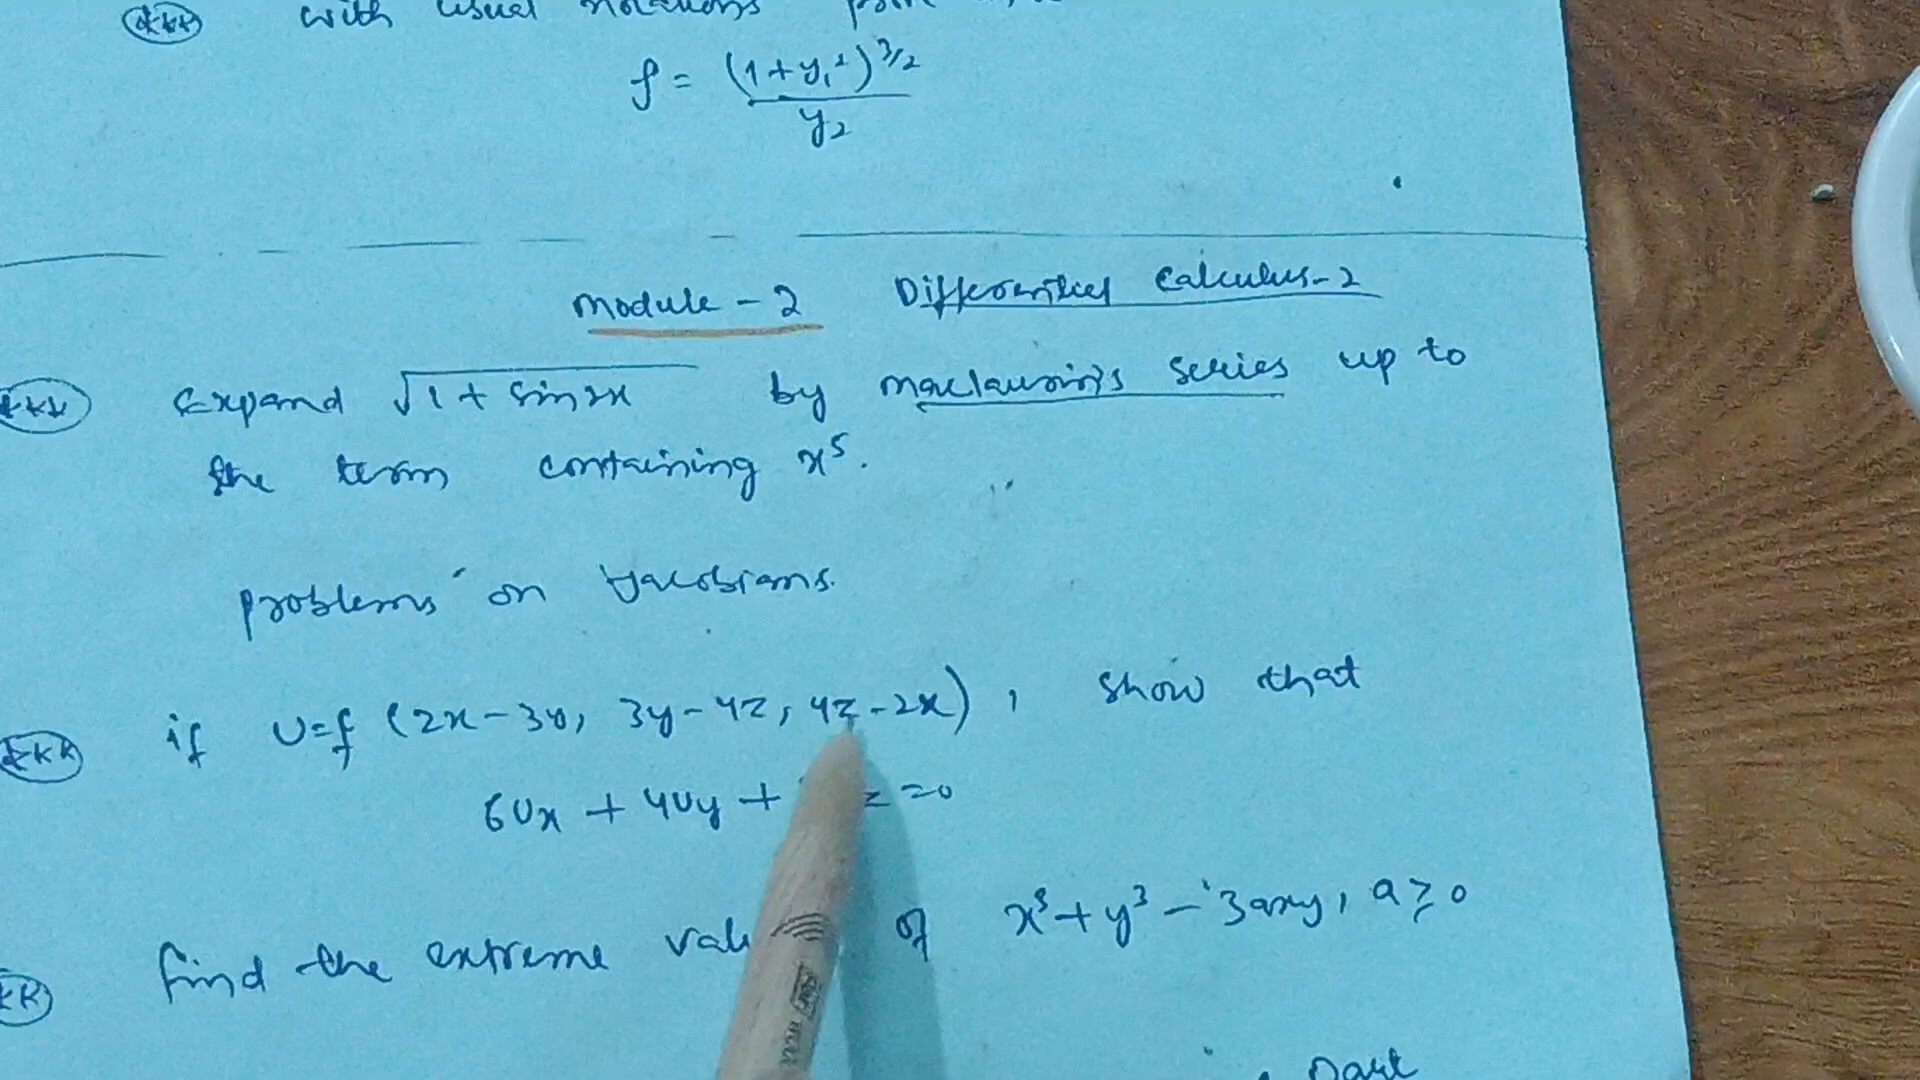 with usual notations
ρ = (1+y₁²)^3/2 / y₂
Module - 2 Differential Calculus-2
Expand √1 + sin2x by Maclaurin's series up to
the term containing x⁵.
problems on Jacobians.
if U=f (2x-3y, 3y-4z, 4z-2x), show that
6Ux + 4Uy + z =0
find the extreme of x³+y³-3axy, a≥0
part